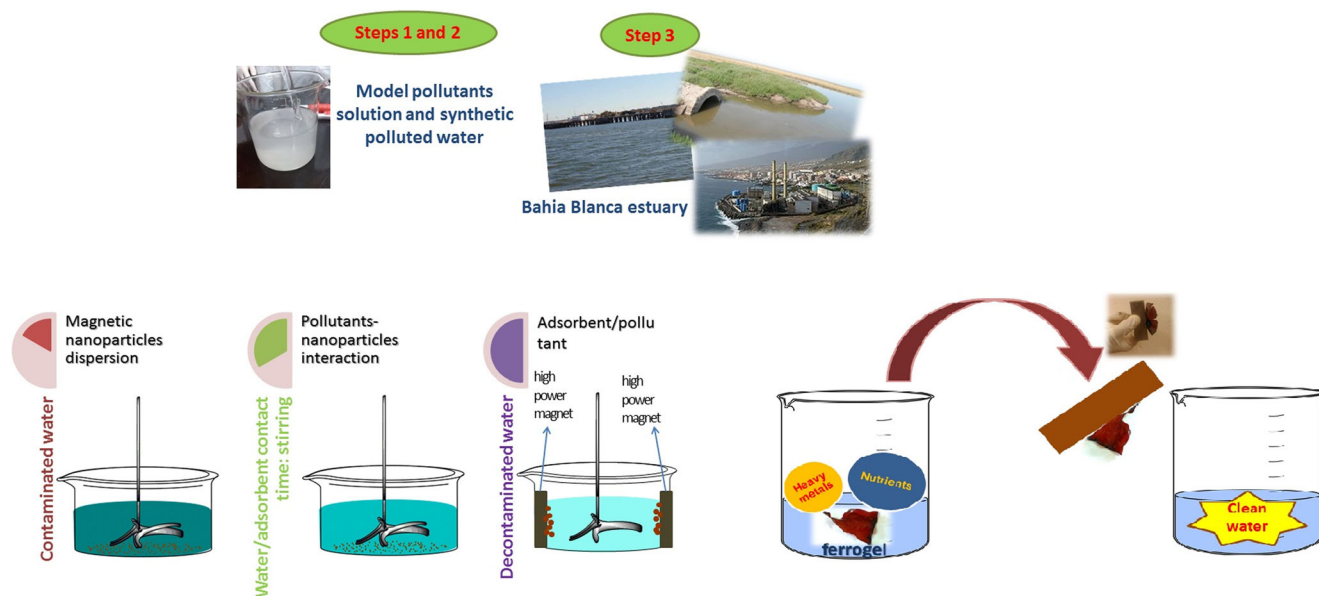 Steps 1 and 2
Step 3
Model pollutants
solution and synthetic
polluted water
Bahia Blanca estuary
Magnetic
nanoparticles
dispersion
Pollutants-
nanoparticles
interaction
Adsorbent/pollu
tant
high
power
magnet
high
power
magnet
Contaminated water
Water/adsorbent contact
time: stirring
Decontaminated water
Heavy
metals
Nutrients
ferrogel
Clean
water